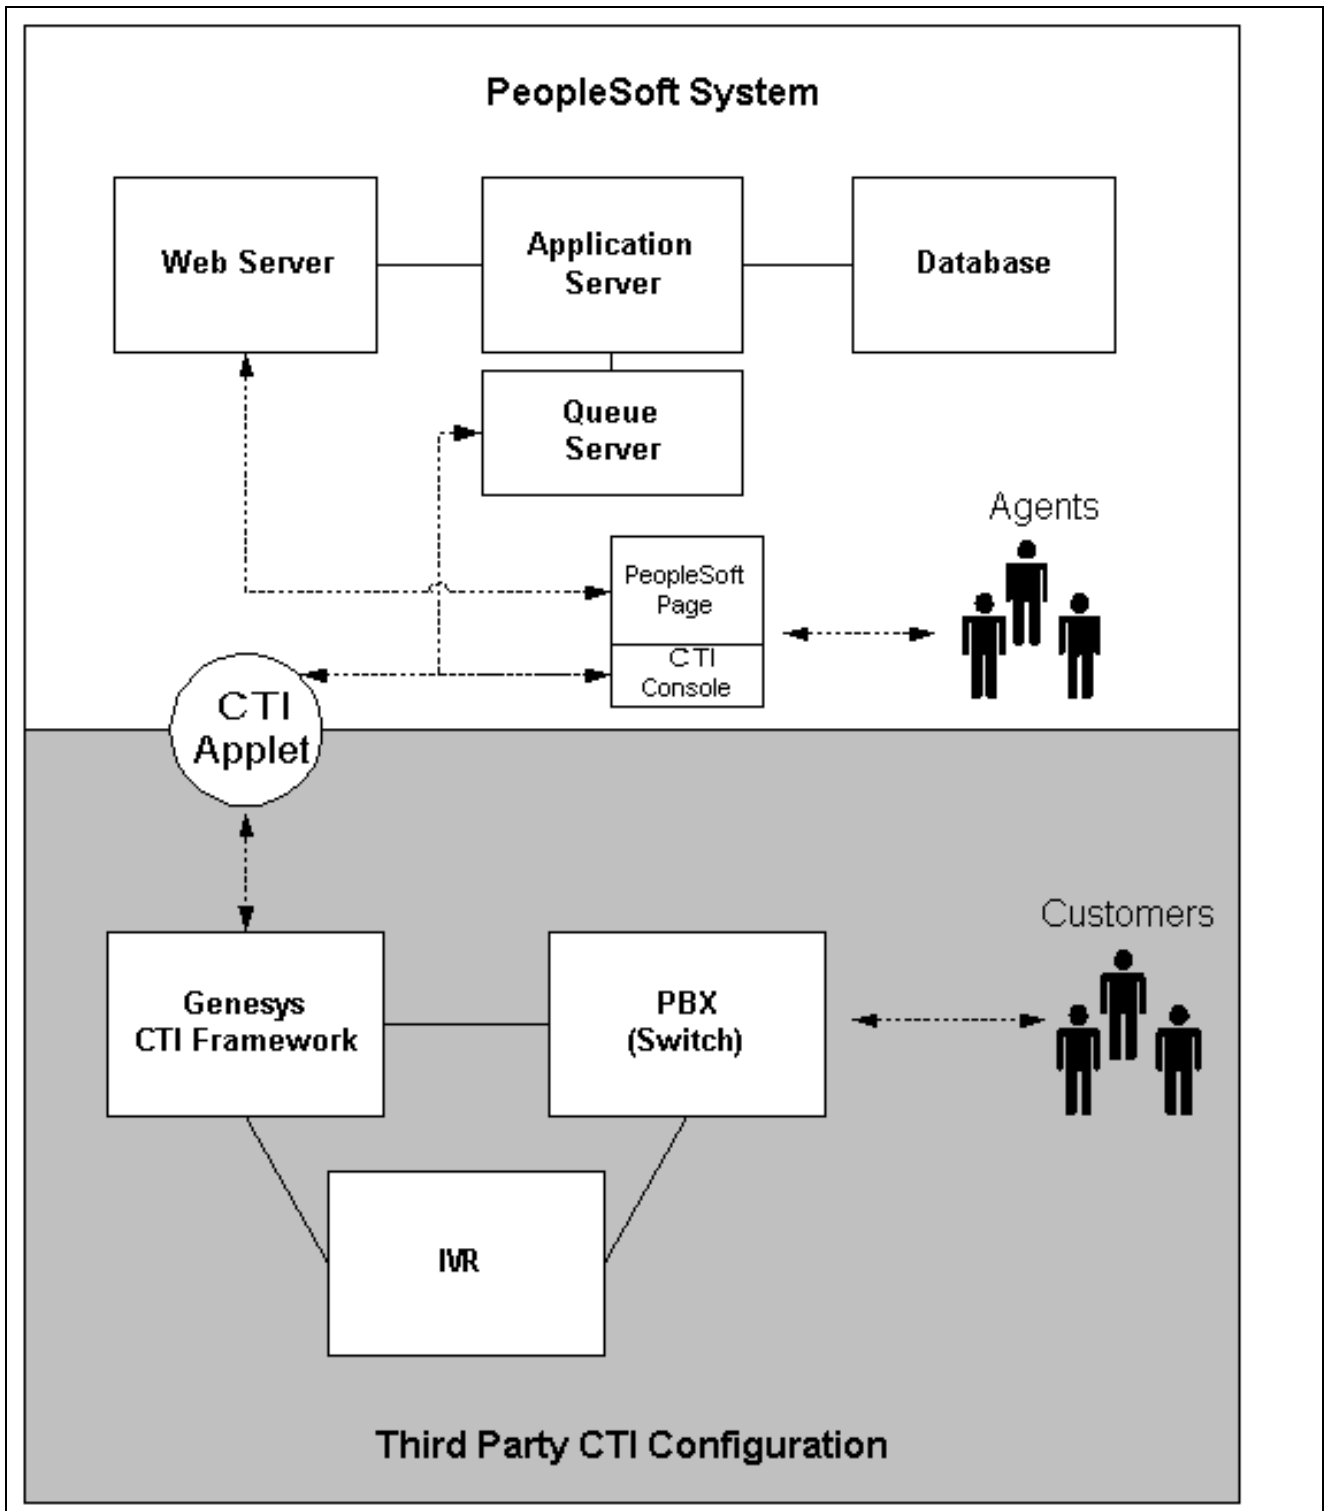 PeopleSoft System
Web Server
Application
Server
Database
Queue
Server
Agents
PeopleSoft
Page
CTI
Console
CTI
Applet
Customers
Genesys
CTI Framework
PBX
(Switch)
IVR
Third Party CTI Configuration